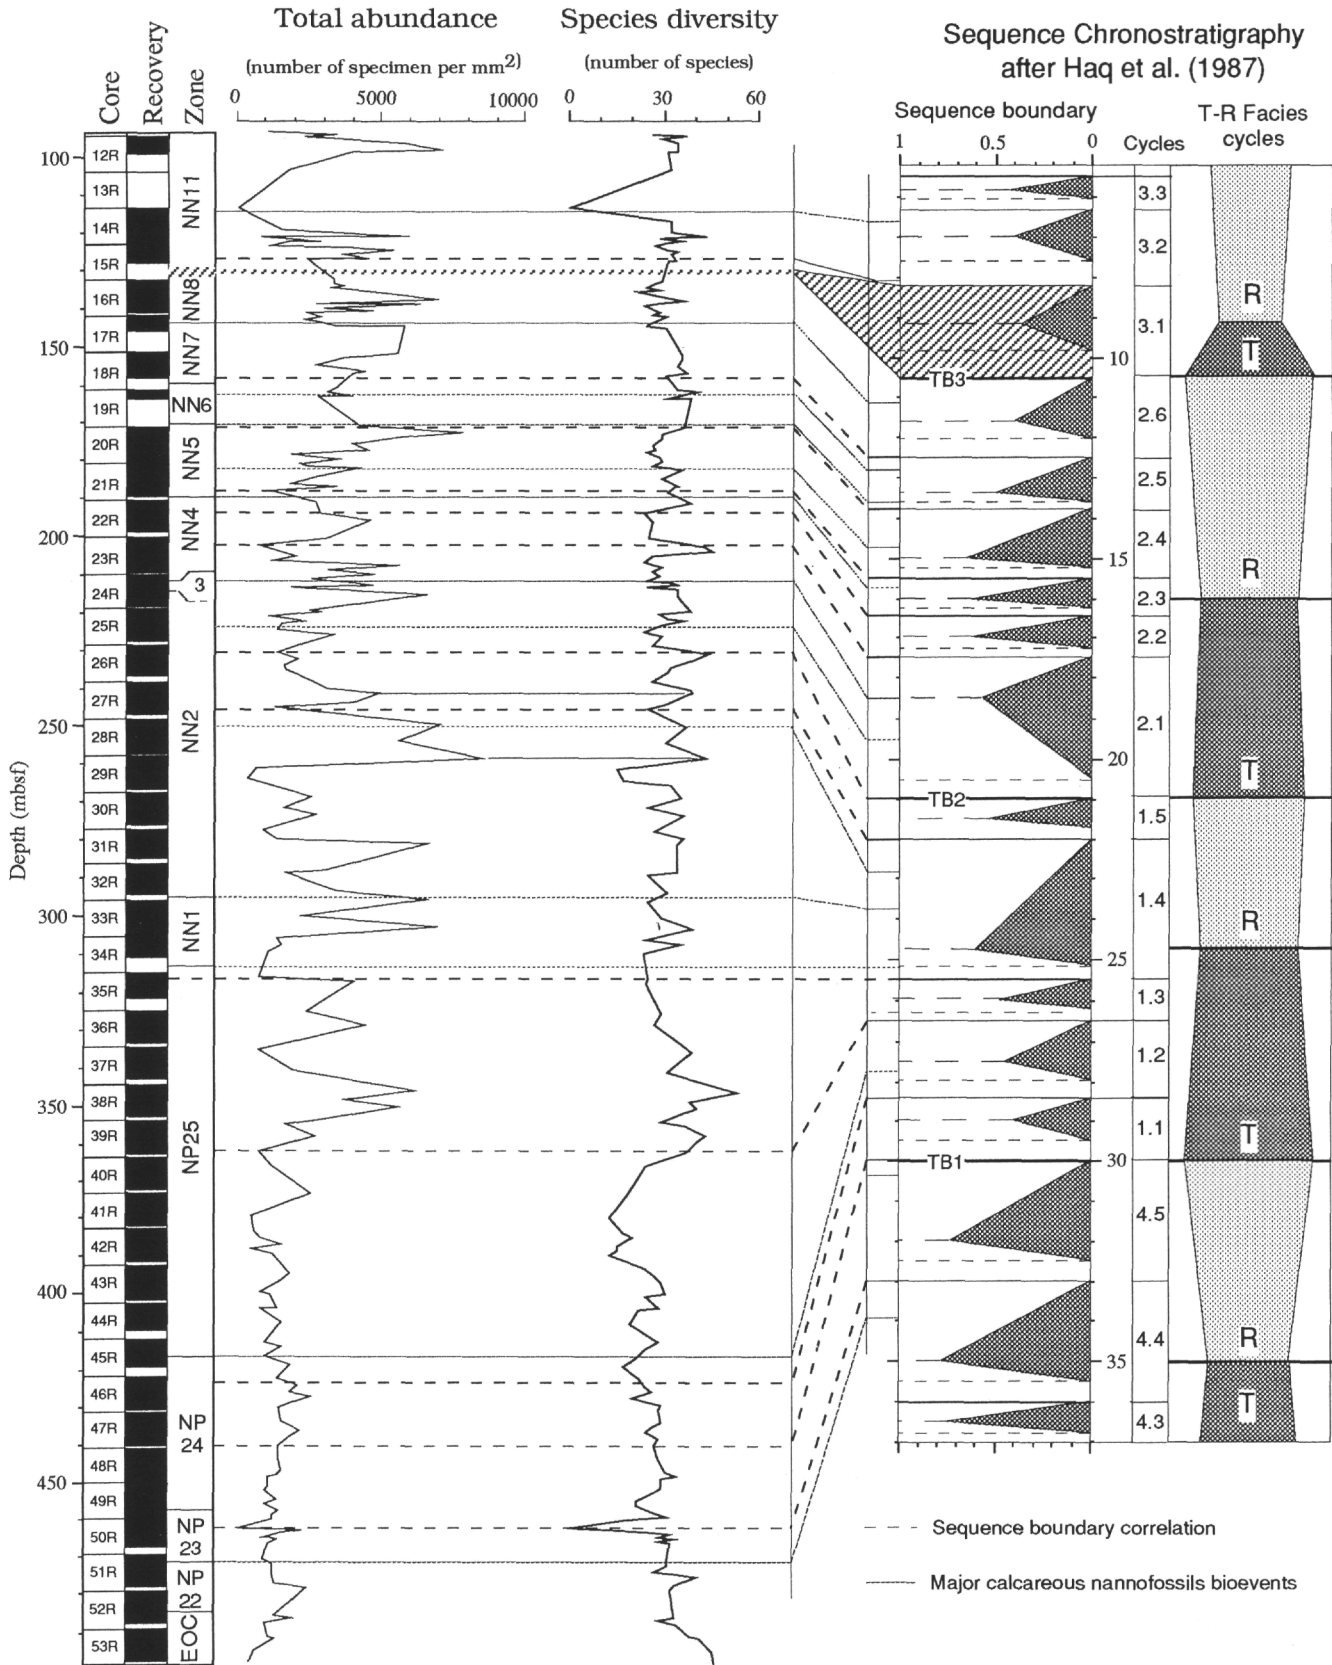 Total abundance
(number of specimen per mm2)
0 5000 10000
Species diversity
(number of species)
0 30 60
Sequence Chronostratigraphy
after Haq et al. (1987)
Sequence boundary
1 0.5 0
Cycles
T-R Facies
cycles
Core
Recovery
Zone
Depth (mbsf)
100
150
200
250
300
350
400
450
12R
13R
14R
15R
16R
17R
18R
19R
20R
21R
22R
23R
24R
25R
26R
27R
28R
29R
30R
31R
32R
33R
34R
35R
36R
37R
38R
39R
40R
41R
42R
43R
44R
45R
46R
47R
48R
49R
50R
51R
52R
53R
NN11
NN8
NN7
NN6
NN5
NN4
3
NN2
NN1
NP25
NP
24
NP
23
NP
22
EOC
TB3
TB2
TB1
10
15
20
25
30
35
3.3
3.2
3.1
2.6
2.5
2.4
2.3
2.2
2.1
1.5
1.4
1.3
1.2
1.1
4.5
4.4
4.3
R
T
R
T
R
T
R
T
Sequence boundary correlation
Major calcareous nannofossils bioevents